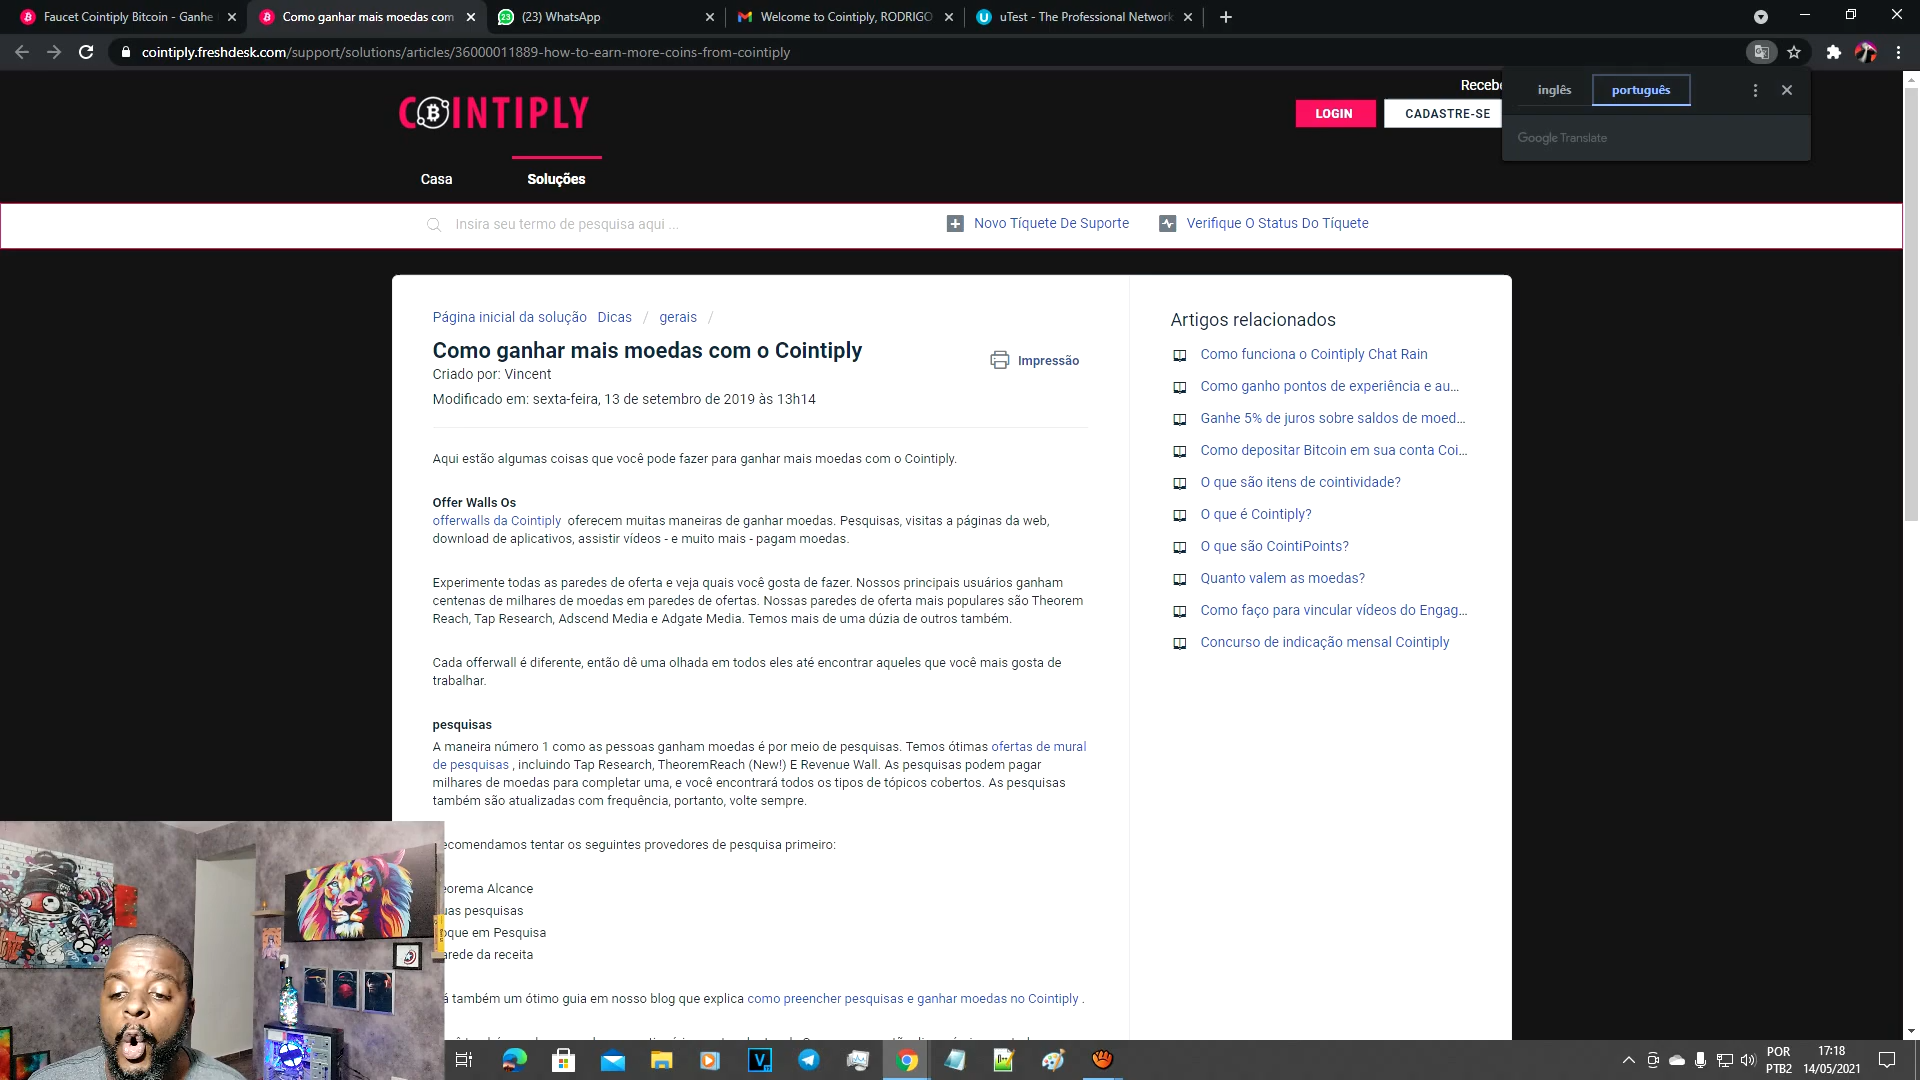 Faucet Cointiply Bitcoin - Ganhe
Como ganhar mais moedas com
(23) WhatsApp
Welcome to Cointiply, RODRIGO
uTest - The Professional Network
cointiply.freshdesk.com/support/solutions/articles/36000011889-how-to-earn-more-coins-from-cointiply
COINTIPLY
Recebe
LOGIN
CADASTRE-SE
inglês
português
Google Translate
Casa
Soluções
Insira seu termo de pesquisa aqui ...
Novo Tíquete De Suporte
Verifique O Status Do Tíquete
Página inicial da solução Dicas / gerais /
Como ganhar mais moedas com o Cointiply
Criado por: Vincent
Modificado em: sexta-feira, 13 de setembro de 2019 às 13h14
Impressão
Aqui estão algumas coisas que você pode fazer para ganhar mais moedas com o Cointiply.
Offer Walls Os
offerwalls da Cointiply oferecem muitas maneiras de ganhar moedas. Pesquisas, visitas a páginas da web,
download de aplicativos, assistir vídeos - e muito mais - pagam moedas.
Experimente todas as paredes de oferta e veja quais você gosta de fazer. Nossos principais usuários ganham
centenas de milhares de moedas em paredes de ofertas. Nossas paredes de oferta mais populares são Theorem
Reach, Tap Research, Adscend Media e Adgate Media. Temos mais de uma dúzia de outros também.
Cada offerwall é diferente, então dê uma olhada em todos eles até encontrar aqueles que você mais gosta de
trabalhar.
pesquisas
A maneira número 1 como as pessoas ganham moedas é por meio de pesquisas. Temos ótimas ofertas de mural
de pesquisas , incluindo Tap Research, TheoremReach (New!) E Revenue Wall. As pesquisas podem pagar
milhares de moedas para completar uma, e você encontrará todos os tipos de tópicos cobertos. As pesquisas
também são atualizadas com frequência, portanto, volte sempre.
ecomendamos tentar os seguintes provedores de pesquisa primeiro:
eorema Alcance
uas pesquisas
oque em Pesquisa
arede da receita
á também um ótimo guia em nosso blog que explica como preencher pesquisas e ganhar moedas no Cointiply .
Artigos relacionados
Como funciona o Cointiply Chat Rain
Como ganho pontos de experiência e au...
Ganhe 5% de juros sobre saldos de moed...
Como depositar Bitcoin em sua conta Coi...
O que são itens de cointividade?
O que é Cointiply?
O que são CointiPoints?
Quanto valem as moedas?
Como faço para vincular vídeos do Engag...
Concurso de indicação mensal Cointiply
POR
PTB2
17:18
14/05/2021